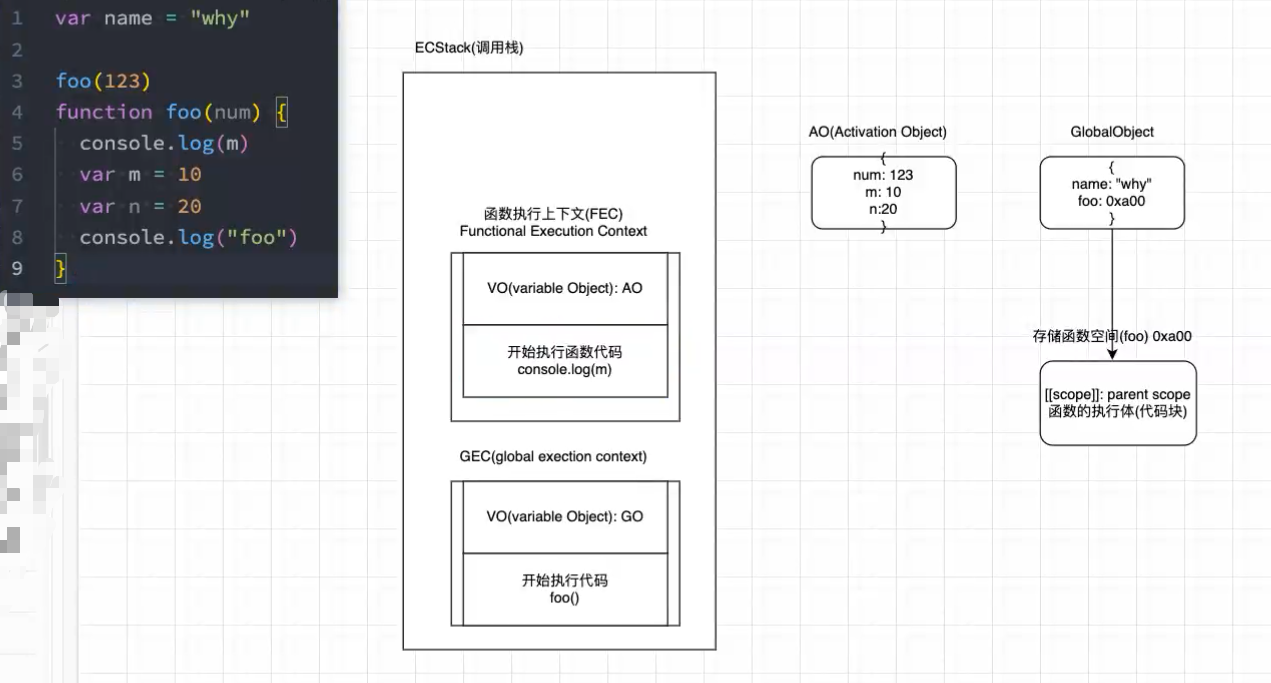 1 var name = "why"
2
3 foo(123)
4 function foo(num) {
5 console.log(m)
6 var m = 10
7 var n = 20
8 console.log("foo")
9 }
ECStack(调用栈)
函数执行上下文(FEC)
Functional Execution Context
VO(variable Object): AO
开始执行函数代码
console.log(m)
GEC(global exection context)
VO(variable Object): GO
开始执行代码
foo()
AO(Activation Object)
{
num: 123
m: 10
n:20
}
GlobalObject
{
name: "why"
foo: 0xa00
}
存储函数空间(foo) 0xa00
[[scope]]: parent scope
函数的执行体(代码块)